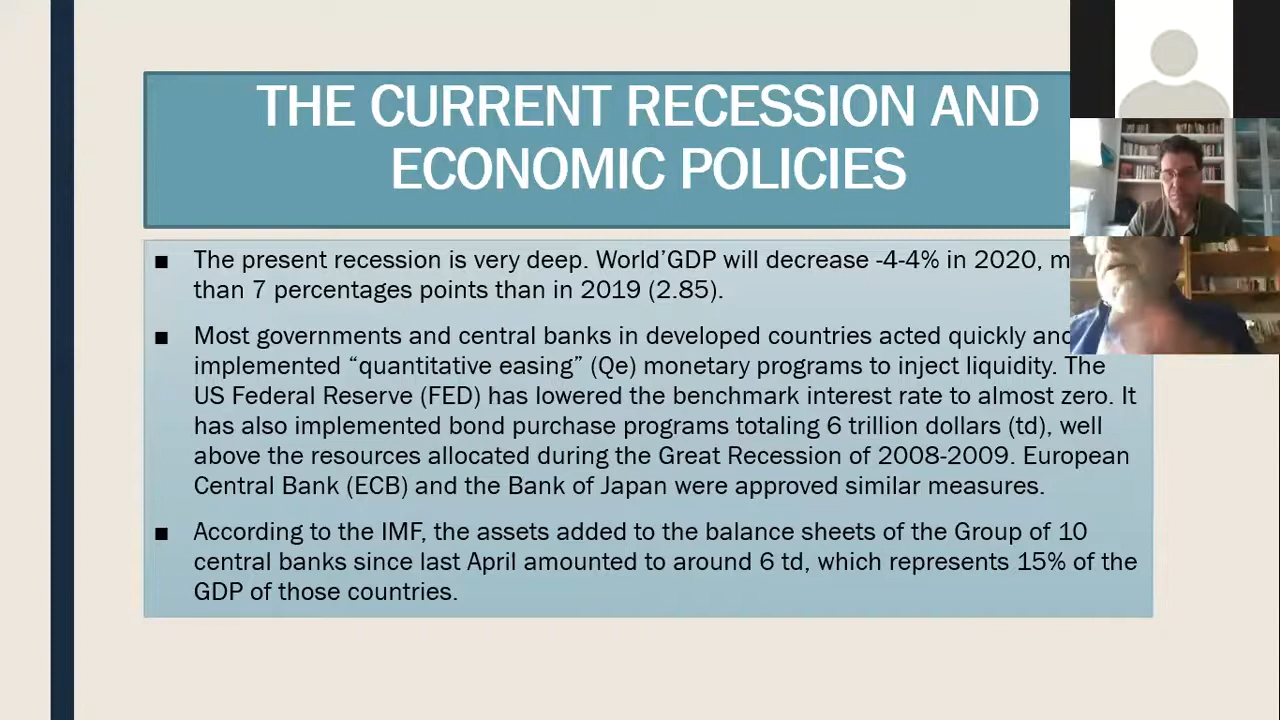 THE CURRENT RECESSION AND
ECONOMIC POLICIES
■ The present recession is very deep. World'GDP will decrease -4-4% in 2020,
than 7 percentages points than in 2019 (2.85).
■ Most governments and central banks in developed countries acted quickly and
implemented “quantitative easing” (Qe) monetary programs to inject liquidity. The
US Federal Reserve (FED) has lowered the benchmark interest rate to almost zero. It
has also implemented bond purchase programs totaling 6 trillion dollars (td), well
above the resources allocated during the Great Recession of 2008-2009. European
Central Bank (ECB) and the Bank of Japan were approved similar measures.
■ According to the IMF, the assets added to the balance sheets of the Group of 10
central banks since last April amounted to around 6 td, which represents 15% of the
GDP of those countries.